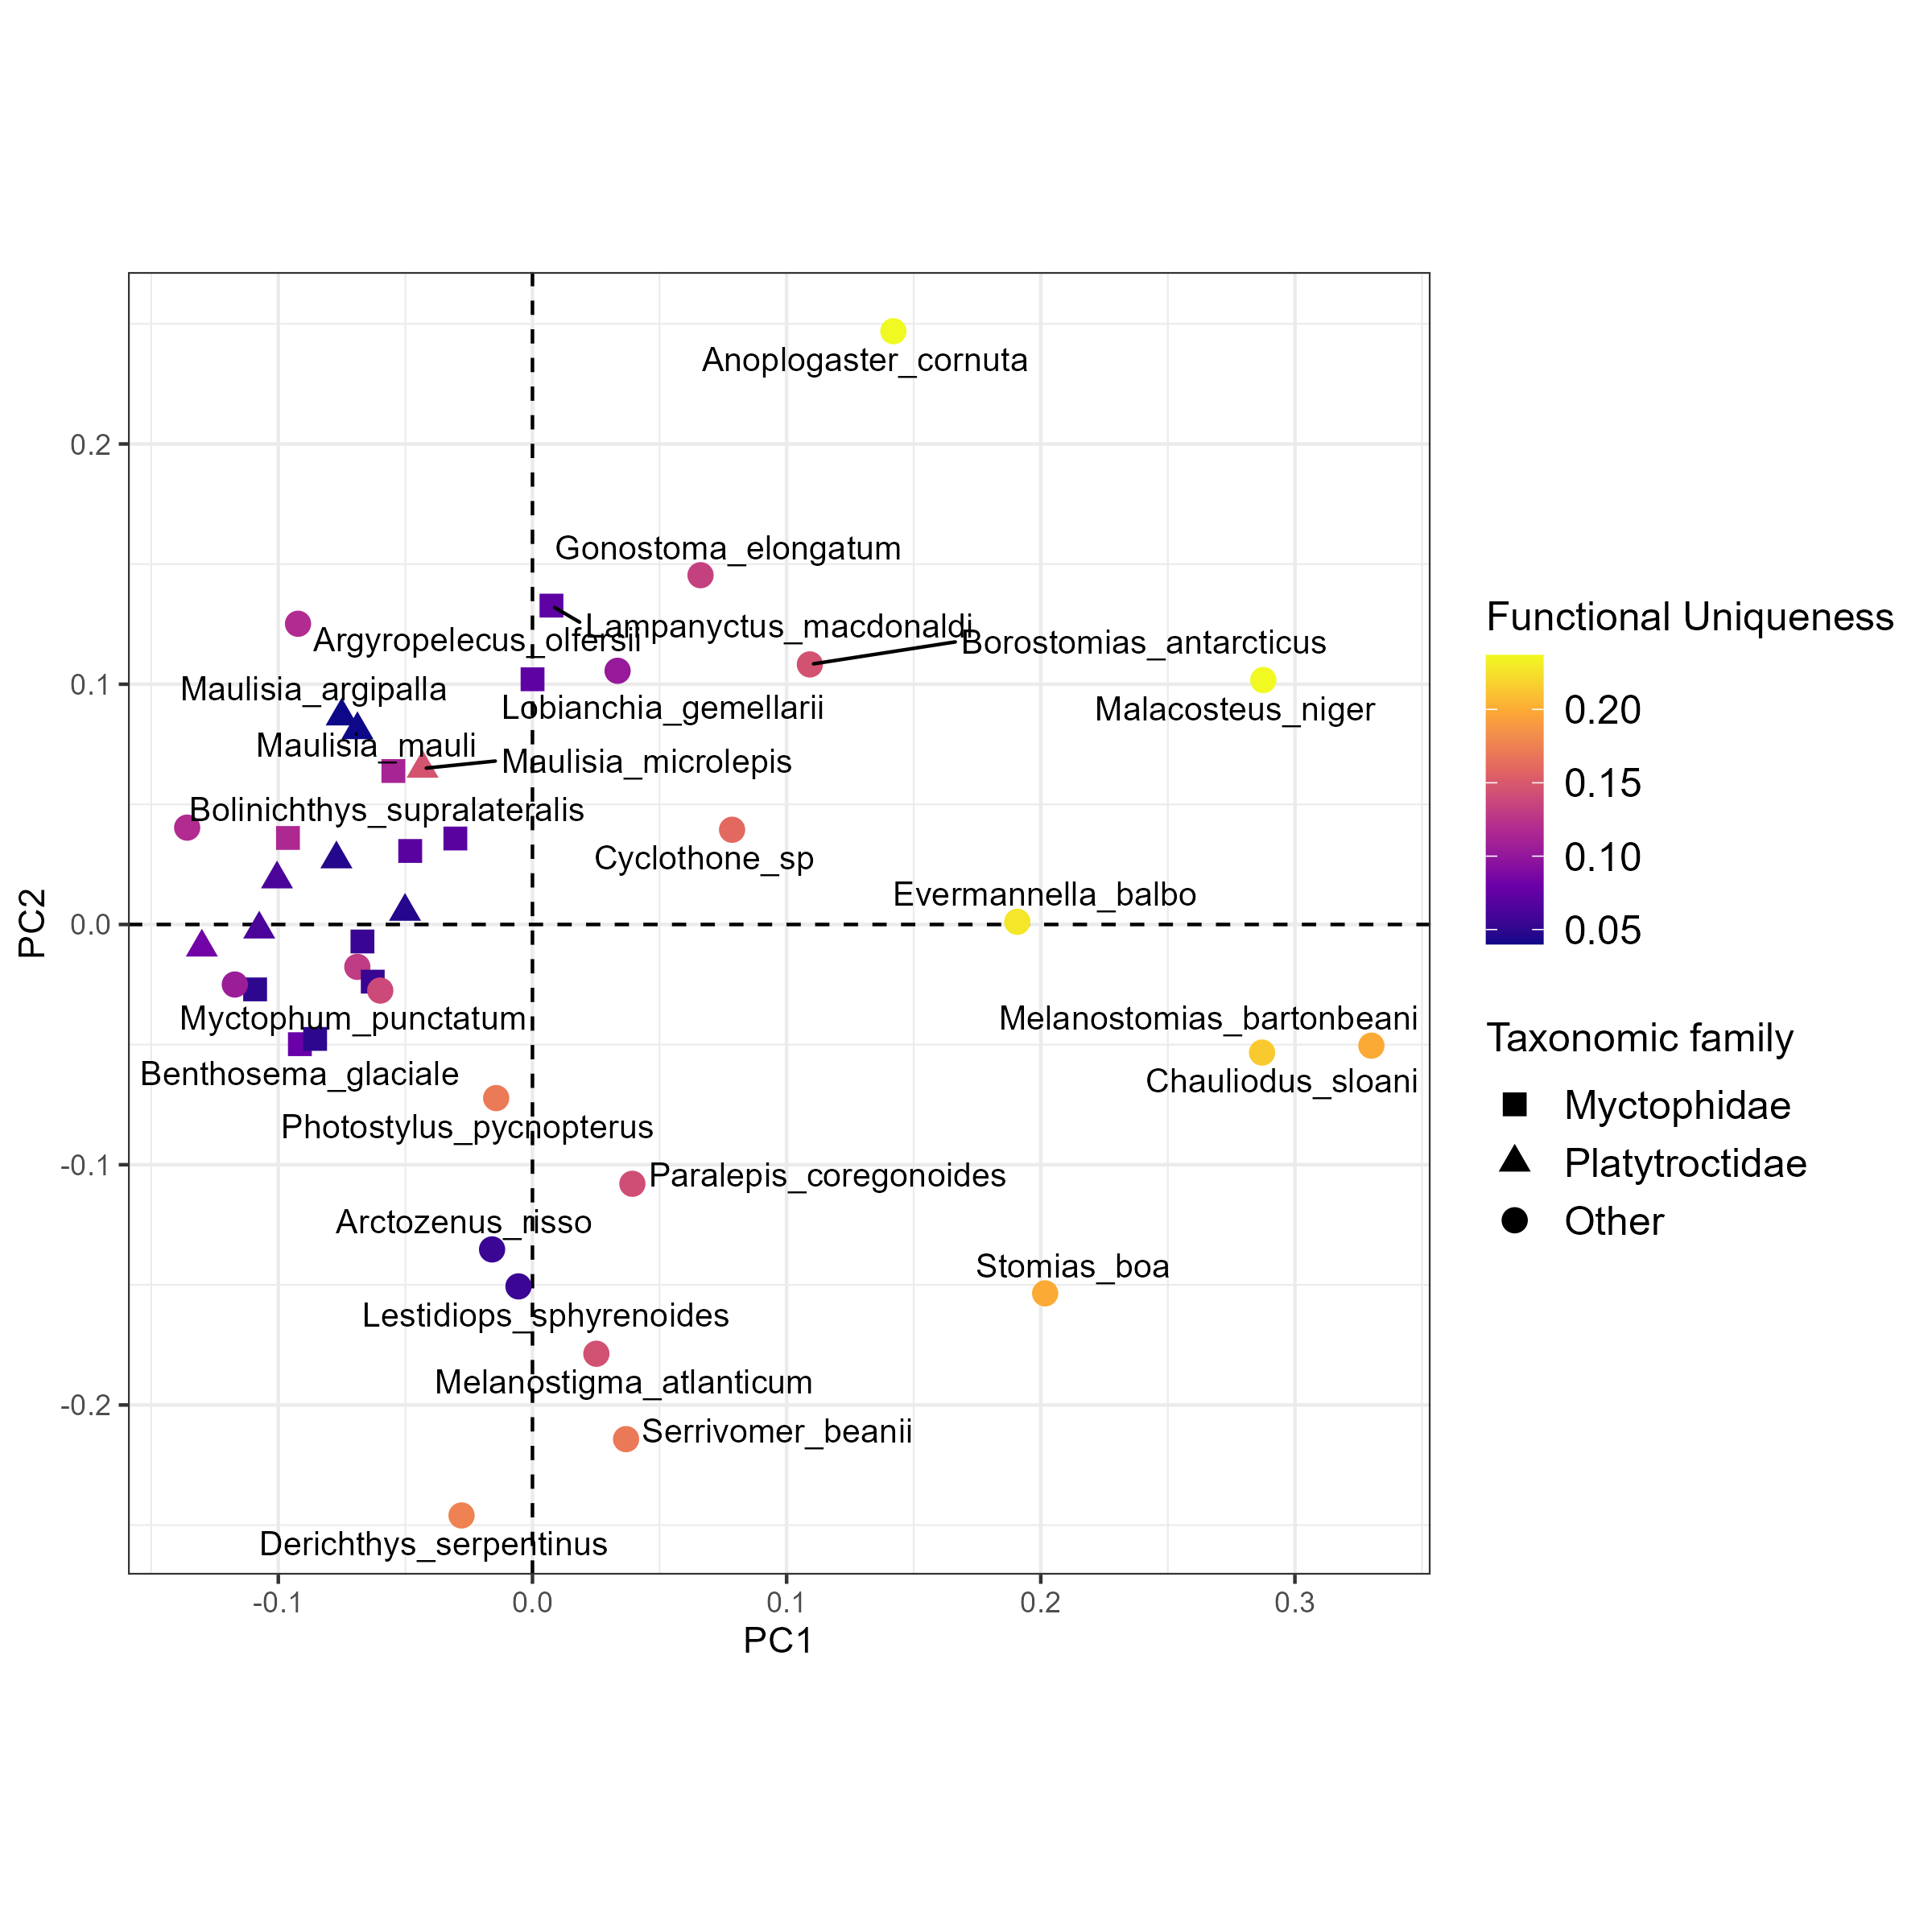 Anoplogaster_cornuta
0.2
Gonostoma_elongatum
Lampanyctus_macdonaldi
Argyropelecus_olfersii
Borostomias_antarcticus
0.1
Maulisia_argipalla
Lobianchia_gemellarii
Malacosteus_niger
Maulisia_mauli
Maulisia_microlepis
Bolinichthys_supralateralis
Cyclothone_sp
Evermannella_balbo
0.0
PC2
Myctophum_punctatum
Melanostomias_bartonbeani
Benthosema_glaciale
Chauliodus_sloani
Photostylus_pycnopterus
-0.1
Paralepis_coregonoides
Arctozenus_risso
Stomias_boa
Lestidiops_sphyrenoides
Melanostigma_atlanticum
-0.2
Serrivomer_beanii
Derichthys_serpentinus
-0.1 0.0 0.1 0.2 0.3
PC1
Functional Uniqueness
0.20
0.15
0.10
0.05
Taxonomic family
Myctophidae
Platytroctidae
Other